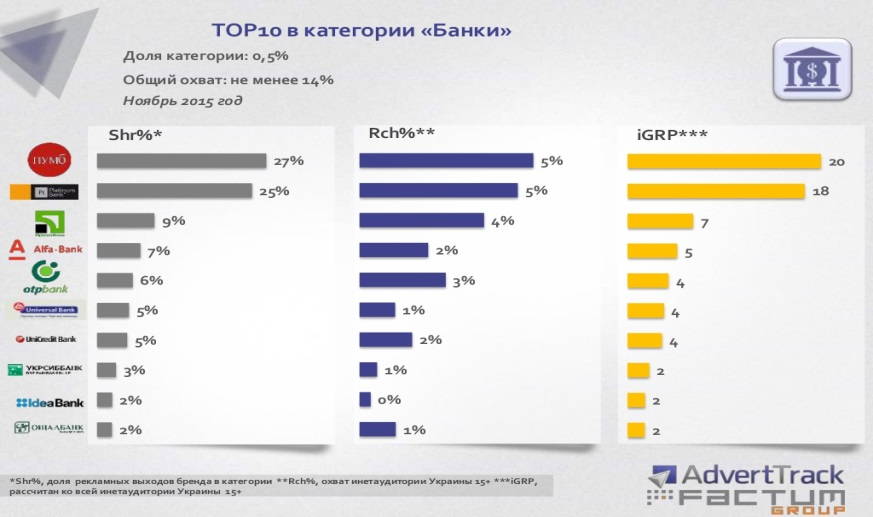 TOP10 в категории «Банки»
Доля категории: 0,5%
Общий охват: не менее 14%
Ноябрь 2015 год
Shr%*
Rch%**
iGRP***
ПУМБ
27%
5%
20
Platinum Bank
25%
5%
18
9%
4%
7
Alfa-Bank
7%
2%
5
otpbank
6%
3%
4
Universal Bank
5%
1%
4
UniCredit Bank
5%
2%
4
УКРСИББАНК
3%
1%
2
IdeaBank
2%
0%
2
2%
1%
2
*Shr%, доля рекламных выходов бренда в категории **Rch%, охват инетаудитории Украины 15+ ***iGRP,
рассчитан ко всей инетаудитории Украины 15+
AdvertTrack
FACTUM
GROUP